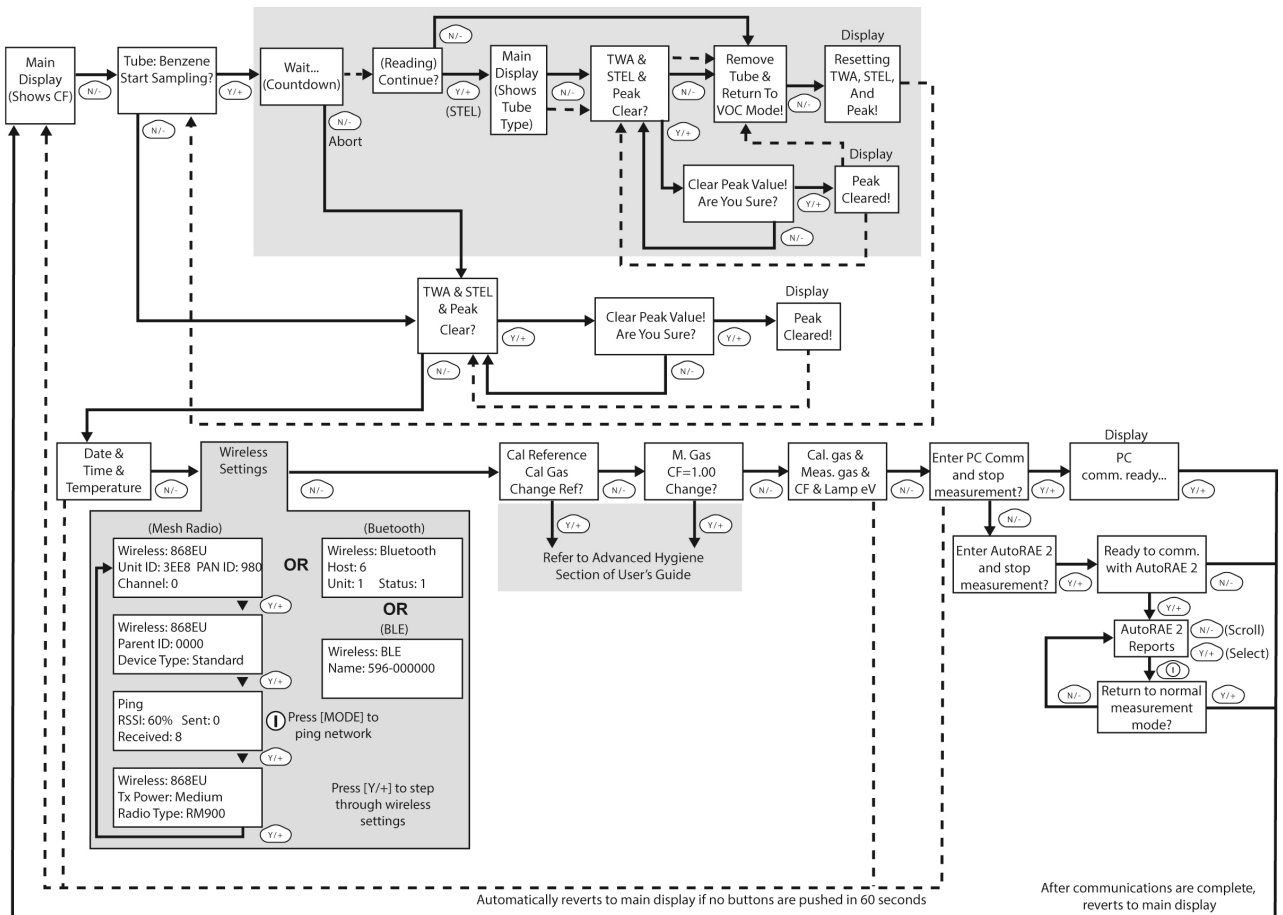 Main
Display
(Shows CF)
N/-
Tube: Benzene
Start Sampling?
Y/+
N/-
Wait...
(Countdown)
N/-
Abort
(Reading)
Continue?
N/-
Y/+
(STEL)
Main
Display
(Shows
Tube
Type)
N/-
TWA &
STEL &
Peak
Clear?
N/-
Y/+
Remove
Tube &
Return To
VOC Mode!
N/-
Display
Resetting
TWA, STEL,
And
Peak!
Clear Peak Value!
Are You Sure?
Y/+
N/-
Display
Peak
Cleared!
TWA & STEL
& Peak
Clear?
Y/+
N/-
Clear Peak Value!
Are You Sure?
Y/+
N/-
Display
Peak
Cleared!
Date &
Time &
Temperature
N/-
Wireless
Settings
N/-
(Mesh Radio)
Wireless: 868EU
Unit ID: 3EE8 PAN ID: 980
Channel: 0
Y/+
Wireless: 868EU
Parent ID: 0000
Device Type: Standard
Y/+
Ping
RSSI: 60% Sent: 0
Received: 8
Y/+
Wireless: 868EU
Tx Power: Medium
Radio Type: RM900
Y/+
OR
(Buetooth)
Wireless: Bluetooth
Host: 6
Unit: 1 Status: 1
OR
(BLE)
Wireless: BLE
Name: 596-000000
Press [MODE] to
ping network
Press [Y/+] to step
through wireless
settings
Cal Reference
Cal Gas
Change Ref?
N/-
Y/+
M. Gas
CF=1.00
Change?
N/-
Y/+
Refer to Advanced Hygiene
Section of User's Guide
Cal. gas &
Meas. gas &
CF & Lamp eV
N/-
Enter PC Comm
and stop
measurement?
Y/+
N/-
Display
PC
comm. ready...
Y/+
Enter AutoRAE 2
and stop
measurement?
Y/+
Ready to comm.
with AutoRAE 2
N/-
Y/+
AutoRAE 2
Reports
N/- (Scroll)
Y/+ (Select)
Return to normal
measurement
mode?
N/-
Y/+
Automatically reverts to main display if no buttons are pushed in 60 seconds
After communications are complete,
reverts to main display